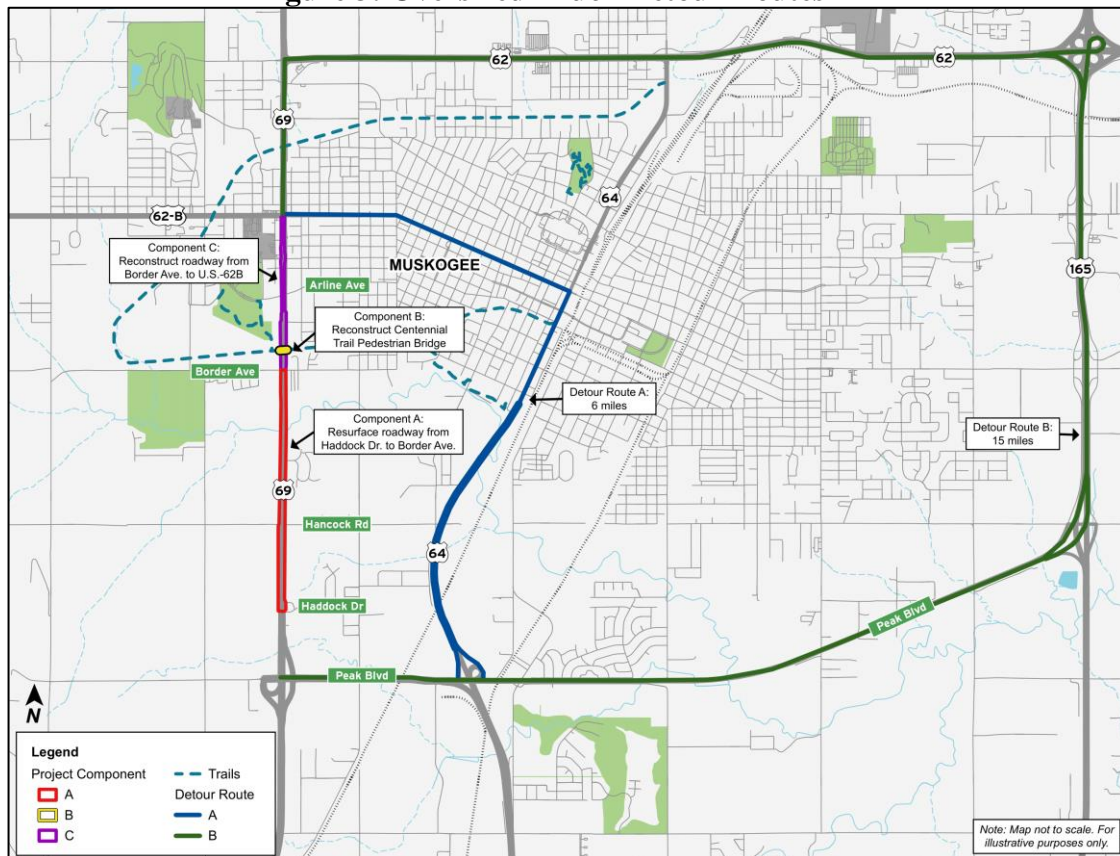 62
62
69
64
62-B
Component C:
Reconstruct roadway from
Border Ave. to U.S.-62B
MUSKOGEE
165
Arline Ave
Component B:
Reconstruct Centennial
Trail Pedestrian Bridge
Border Ave
Detour Route A:
6 miles
Component A:
Resurface roadway from
Haddock Dr. to Border Ave.
Detour Route B:
15 miles
69
Hancock Rd
64
Haddock Dr
Peak Blvd
Peak Blvd
N
Legend
Project Component
A
B
C
Trails
Detour Route
A
B
Note: Map not to scale. For
illustrative purposes only.